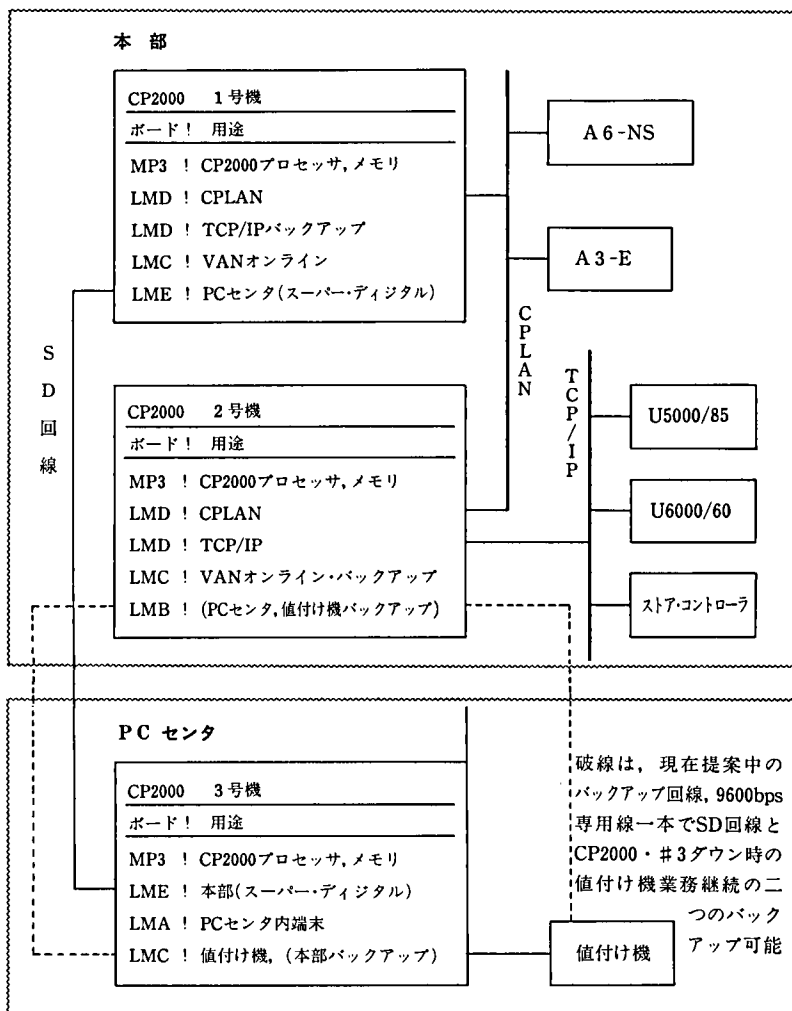 本部
CP2000 1号機
ボード! 用途
MP3 ! CP2000プロセッサ,メモリ
LMD ! CPLAN
LMD ! TCP/IPバックアップ
LMC ! VANオンライン
LME ! PCセンタ(スーパー・ディジタル)
A6-NS
A3-E
CPLAN
SD回線
CP2000 2号機
ボード! 用途
MP3 ! CP2000プロセッサ,メモリ
LMD ! CPLAN
LMD ! TCP/IP
LMC ! VANオンライン・バックアップ
LMB ! (PCセンタ,値付け機バックアップ)
TCP/IP
U5000/85
U6000/60
ストア・コントローラ
PCセンタ
CP2000 3号機
ボード! 用途
MP3 ! CP2000プロセッサ,メモリ
LME ! 本部(スーパー・ディジタル)
LMA ! PCセンタ内端末
LMC ! 値付け機,(本部バックアップ)
破線は,現在提案中の
バックアップ回線,9600bps
専用線一本でSD回線と
CP2000・#3ダウン時の
値付け機業務継続の二
つのバック
アップ可能
値付け機